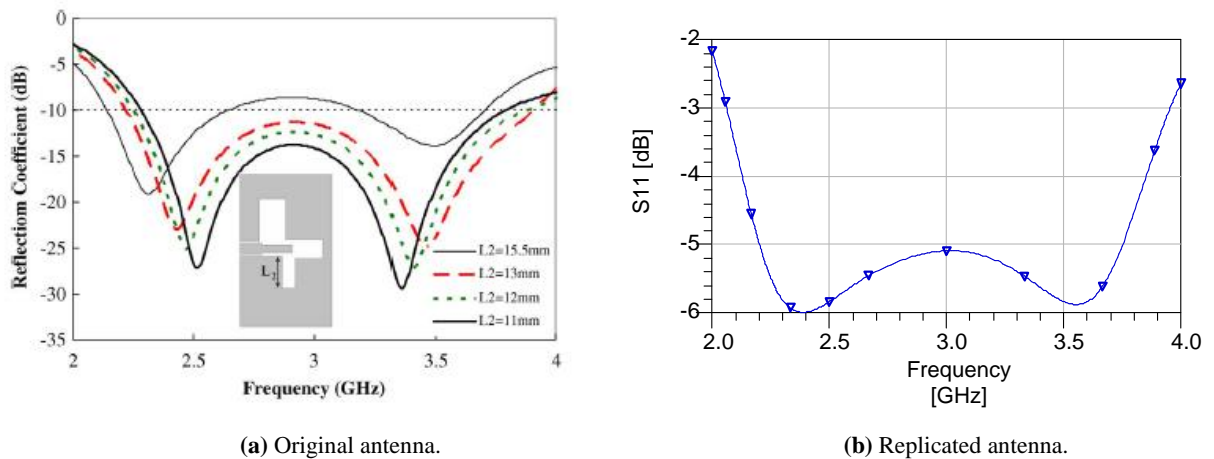 0
-5
-10
-15
-20
-25
-30
-35
Reflection Coefficient (dB)
L2
L2=15.5mm
L2=13mm
L2=12mm
L2=11mm
2 2.5 3 3.5 4
Frequency (GHz)
(a) Original antenna.
-2
-3
-4
-5
-6
S11 [dB]
2.0 2.5 3.0 3.5 4.0
Frequency
[GHz]
(b) Replicated antenna.